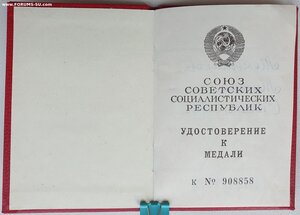 www.FORUMS-SU.com
СОЮЗ
СОВЕТСКИХ
СОЦИАЛИСТИЧЕСКИХ
РЕСПУБЛИК
УДОСТОВЕРЕНИЕ
К
МЕДАЛИ
К № 908858